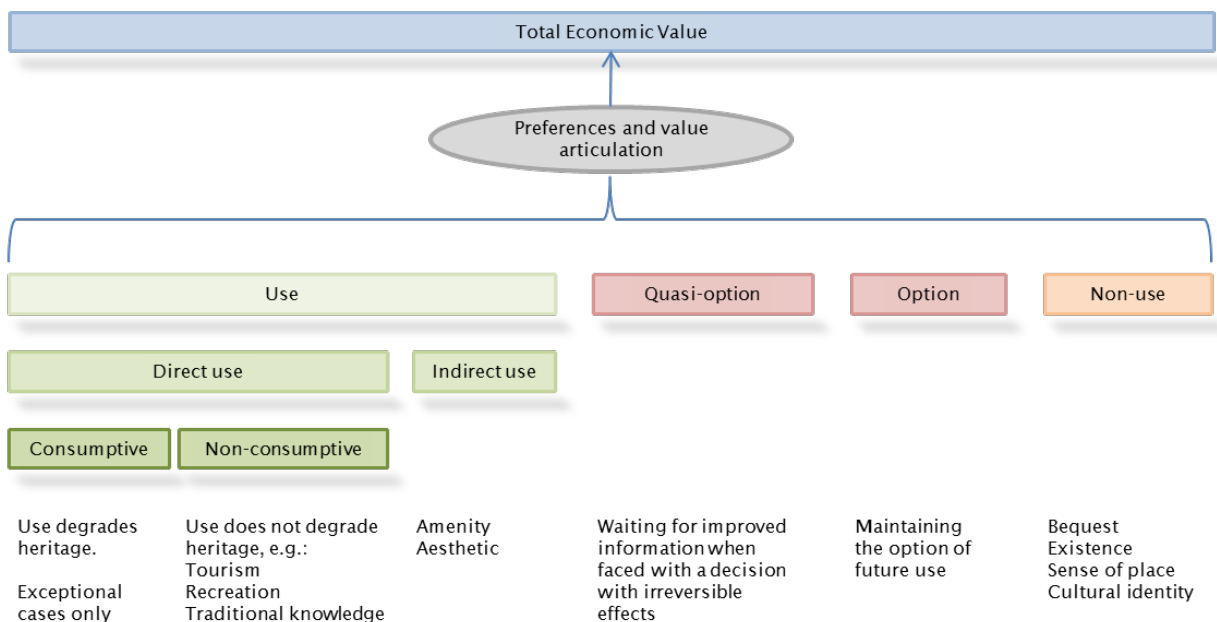 Total Economic Value
Preferences and value
articulation
Use
Quasi-option
Option
Non-use
Direct use
Indirect use
Consumptive
Non-consumptive
Use degrades
heritage.
Exceptional
cases only
Use does not degrade
heritage, e.g.:
Tourism
Recreation
Traditional knowledge
Amenity
Aesthetic
Waiting for improved
information when
faced with a decision
with irreversible
effects
Maintaining
the option of
future use
Bequest
Existence
Sense of place
Cultural identity